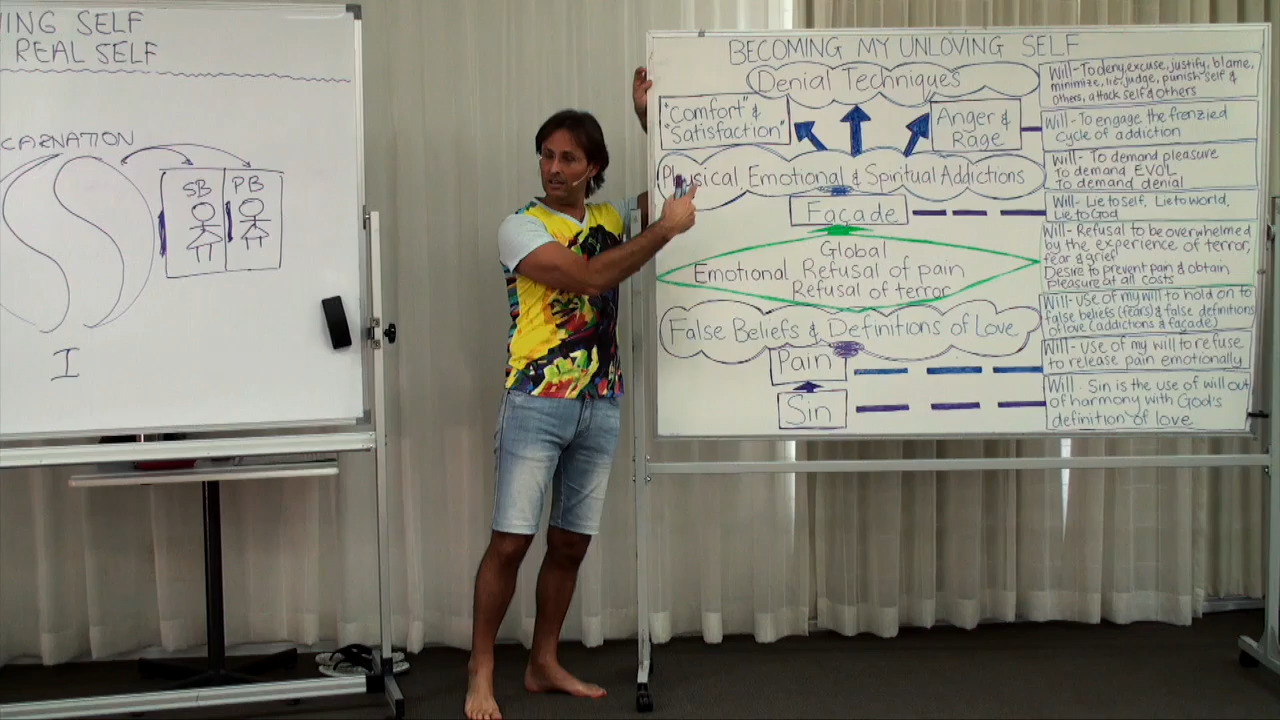 ING SELF
REAL SELF
CARNATION
SB PB
I
BECOMING MY UNLOVING SELF
Denial Techniques
"Comfort" &
"Satisfaction"
Anger &
Rage
Physical, Emotional & Spiritual Addictions
Façade
Global
Emotional Refusal of pain
Refusal of terror
False Beliefs & Definitions of Love
Pain
Sin
Will- To deny, excuse, justify, blame,
minimize, lie, judge, punish self &
others, attack self & others
Will- To engage the frenzied
cycle of addiction
Will- To demand pleasure
To demand EVOL
To demand denial
Will- Lie to Self, Lie to world,
Lie to God
Will- Refusal to be overwhelmed
by the experience of terror,
fear & grief
Desire to prevent pain & obtain
pleasure at all costs
Will- Use of my will to hold on to
false beliefs (fears) & false definitions
of love (addictions & façade)
Will- use of my will to refuse
to release pain emotionally
Will- Sin is the use of will out
of harmony with God's
definition of love